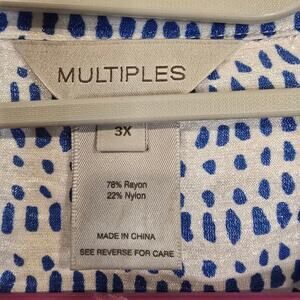 MULTIPLES
3X
78% Rayon
22% Nylon
MADE IN CHINA
SEE REVERSE FOR CARE